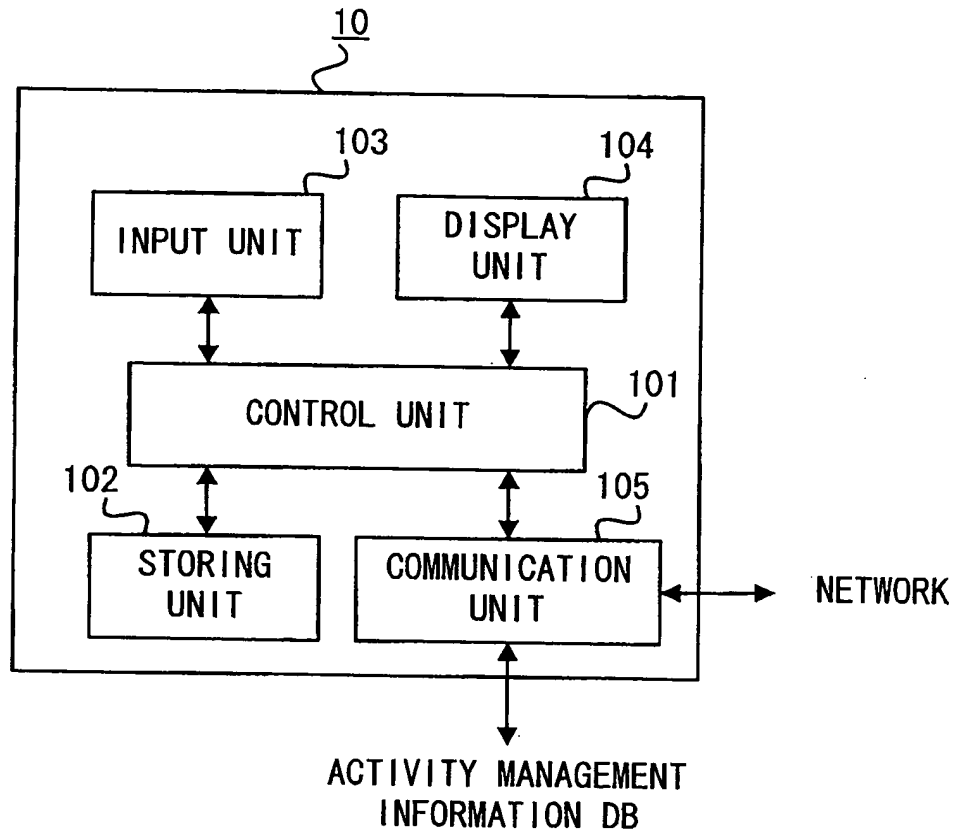 10
103
104
INPUT UNIT
DISPLAY
UNIT
101
CONTROL UNIT
102
105
STORING
UNIT
COMMUNICATION
UNIT
NETWORK
ACTIVITY MANAGEMENT
INFORMATION DB